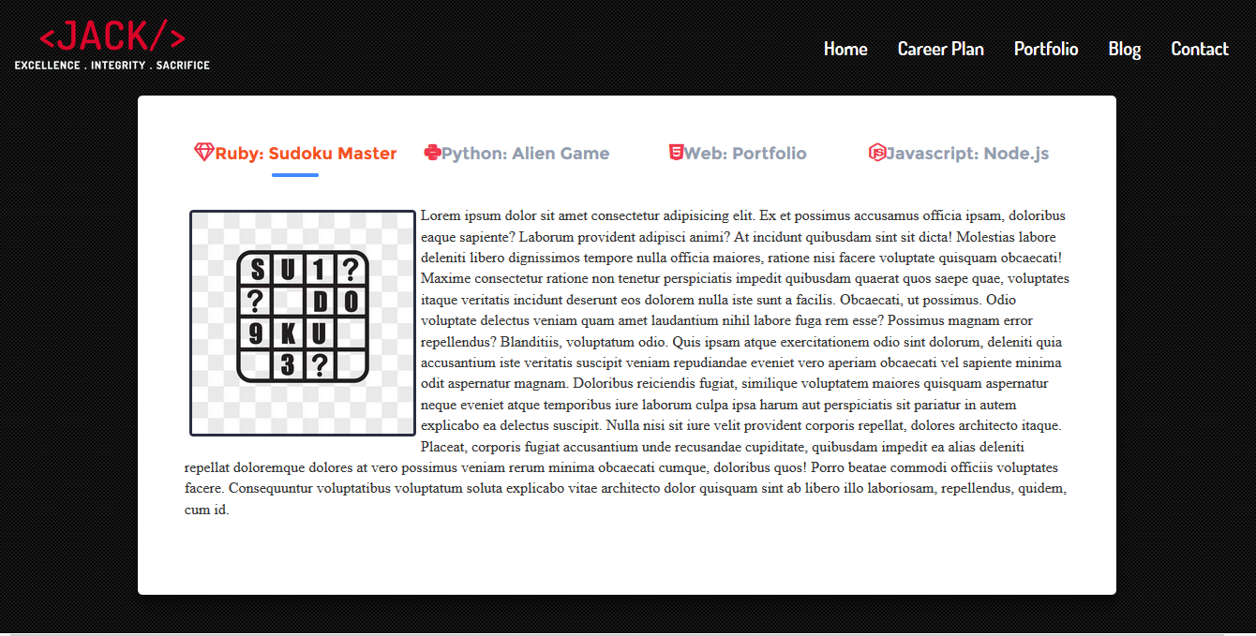 <JACK/>
EXCELLENCE . INTEGRITY . SACRIFICE
Home Career Plan Portfolio Blog Contact
Ruby: Sudoku Master Python: Alien Game Web: Portfolio Javascript: Node.js
S U 1 ?
? D O
9 K U
3 ?
Lorem ipsum dolor sit amet consectetur adipisicing elit. Ex et possimus accusamus officia ipsam, doloribus
eaque sapiente? Laborum provident adipisci animi? At incidunt quibusdam sint sit dicta! Molestias labore
deleniti libero dignissimos tempore nulla officia maiores, ratione nisi facere voluptate quisquam obcaecati!
Maxime consectetur ratione non tenetur perspiciatis impedit quibusdam quaerat quos saepe quae, voluptates
itaque veritatis incidunt deserunt eos dolorem nulla iste sunt a facilis. Obcaecati, ut possimus. Odio
voluptate delectus veniam quam amet laudantium nihil labore fuga rem esse? Possimus magnam error
repellendus? Blanditiis, voluptatum odio. Quis ipsam atque exercitationem odio sint dolorum, deleniti quia
accusantium iste veritatis suscipit veniam repudiandae eveniet vero aperiam obcaecati vel sapiente minima
odit aspernatur magnam. Doloribus reiciendis fugiat, similique voluptatem maiores quisquam aspernatur
neque eveniet atque temporibus iure laborum culpa ipsa harum aut perspiciatis sit pariatur in autem
explicabo ea delectus suscipit. Nulla nisi sit iure velit provident corporis repellat, dolores architecto itaque.
Placeat, corporis fugiat accusantium unde recusandae cupiditate, quibusdam impedit ea alias deleniti
repellat doloremque dolores at vero possimus veniam rerum minima obcaecati cumque, doloribus quos! Porro beatae commodi officiis voluptates
facere. Consequuntur voluptatibus voluptatum soluta explicabo vitae architecto dolor quisquam sint ab libero illo laboriosam, repellendus, quidem,
cum id.